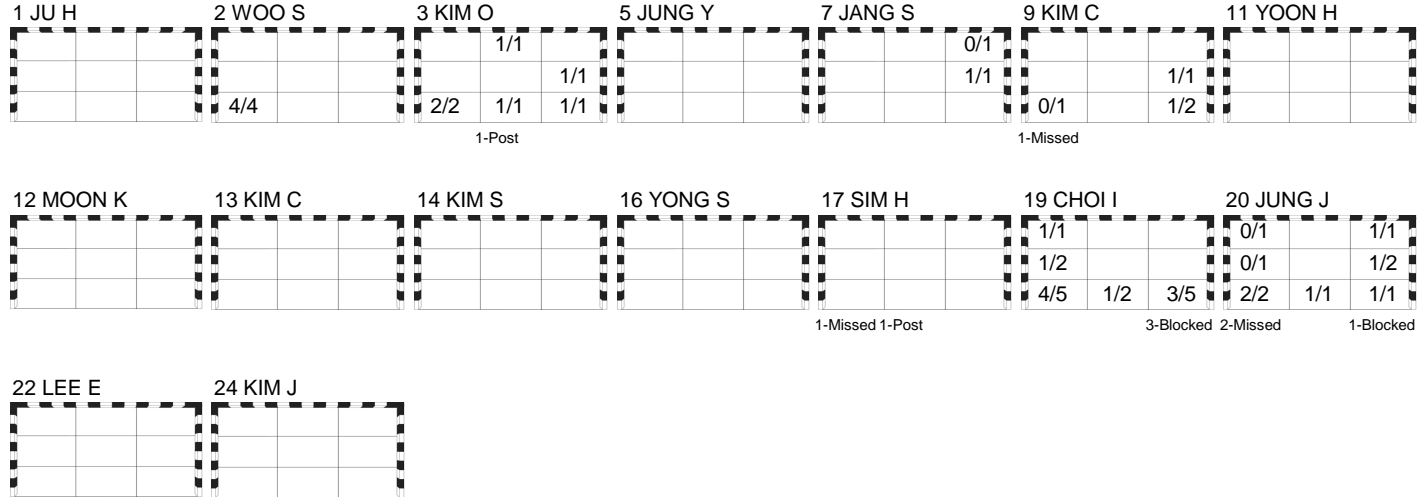 1 JU H 2 WOO S 3 KIM O 5 JUNG Y 7 JANG S 9 KIM C 11 YOON H
1/1 0/1
1/1 1/1 1/1
4/4 2/2 1/1 1/1 0/1 1/2
1-Post 1-Missed
12 MOON K 13 KIM C 14 KIM S 16 YONG S 17 SIM H 19 CHOI I 20 JUNG J
1/1 0/1 1/1
1/2 0/1 1/2
4/5 1/2 3/5 2/2 1/1 1/1
1-Missed 1-Post 3-Blocked 2-Missed 1-Blocked
22 LEE E 24 KIM J